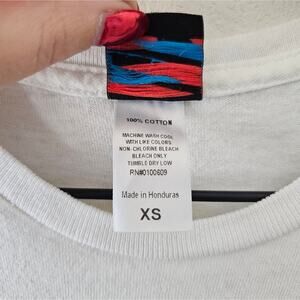 100% COTTON
MACHINE WASH COOL
WITH LIKE COLORS
NON-CHLORINE BLEACH
BLEACH ONLY
TUMBLE DRY LOW
RN#0100609
Made in Honduras
XS